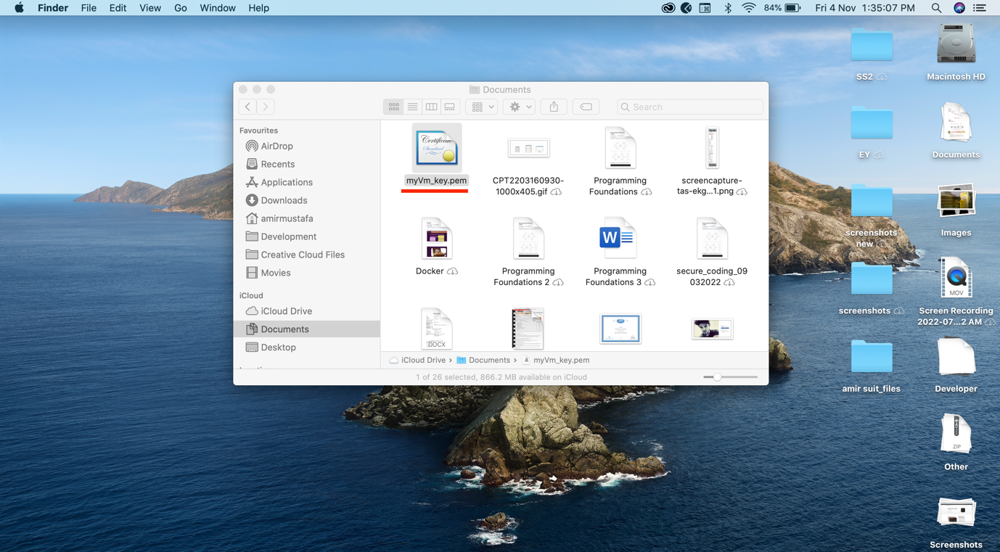 Finder File Edit View Go Window Help 84% Fri 4 Nov 1:35:07 PM
Documents
Search
Favourites
AirDrop
Recents
Applications
Downloads
amirmustafa
Development
Creative Cloud Files
Movies
iCloud
iCloud Drive
Documents
Desktop
Certificate
Standard
myVm_key.pem
CPT2203160930-
1000x405.gif
Programming
Foundations
screencapture-
tas-ekg...1.png
Docker
Programming
Foundations 2
W
Programming
Foundations 3
secure_coding_09
032022
DOCX
iCloud Drive › Documents › myVm_key.pem
1 of 26 selected, 866.2 MB available on iCloud
SS2
Macintosh HD
EY
Documents
screenshots
new
Images
screenshots
MOV
Screen Recording
2022-07...2 AM
amir suit_files
Developer
ZIP
Other
Screenshots